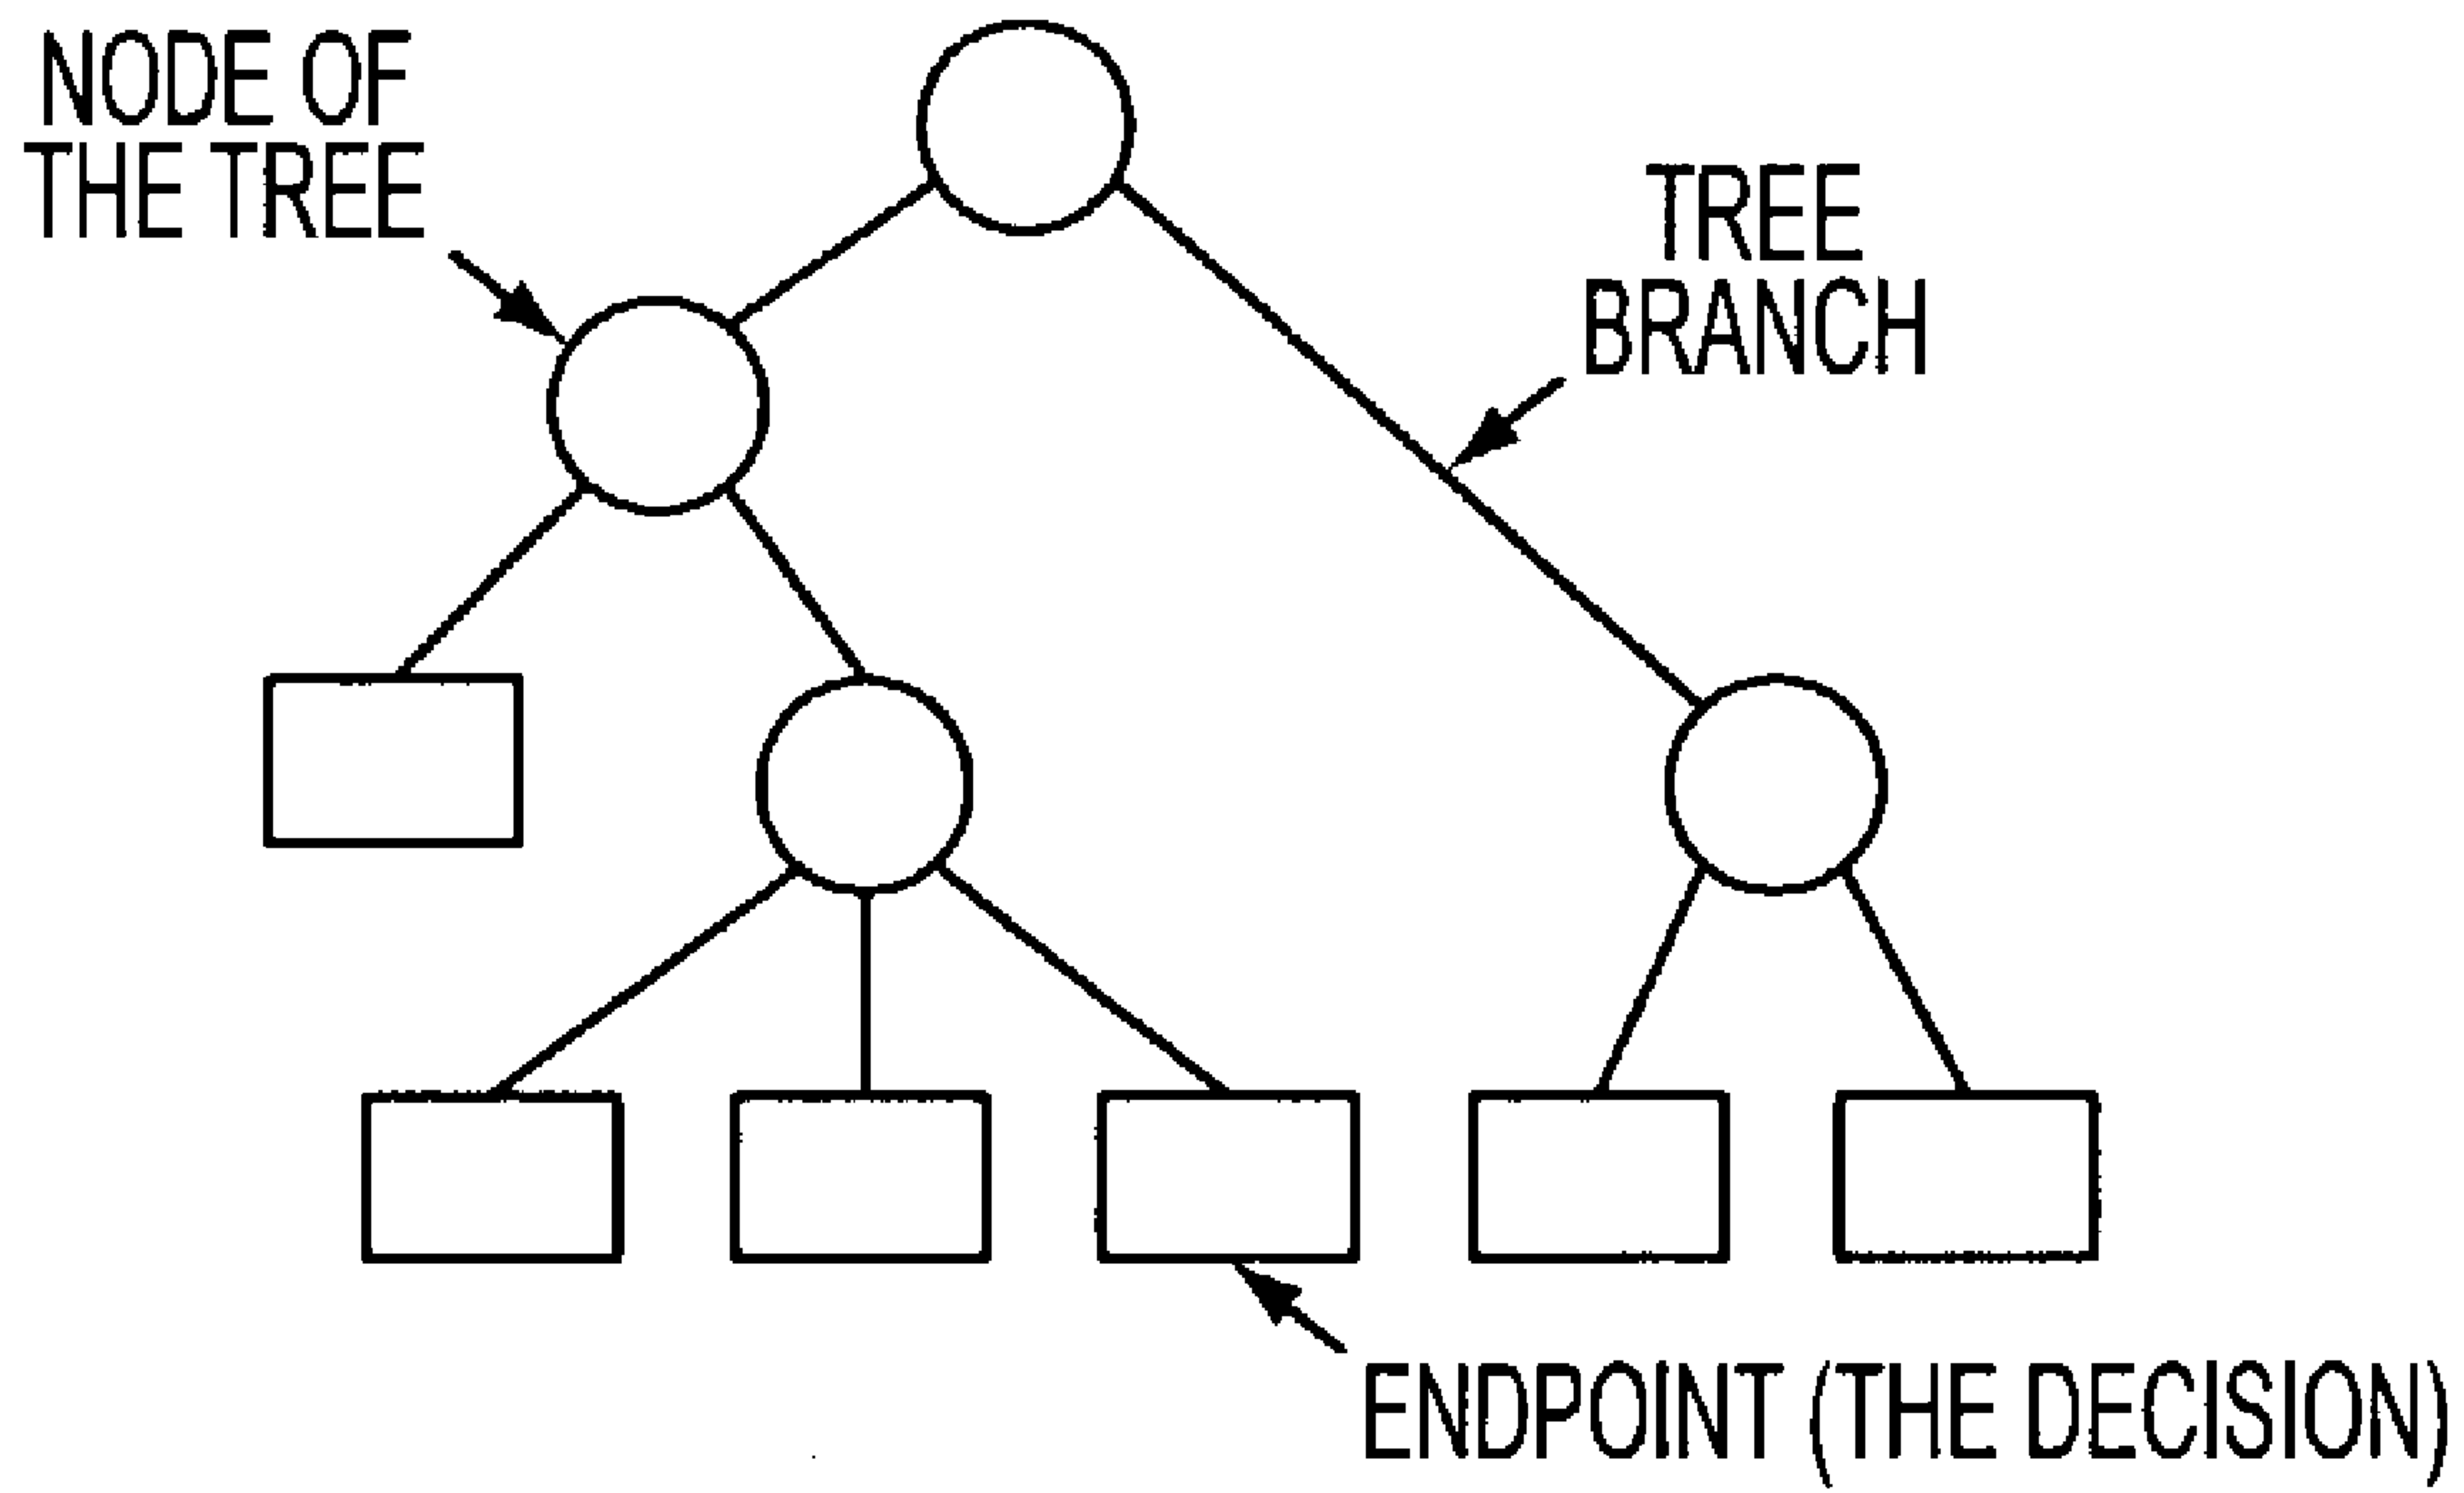 NODE OF
THE TREE
TREE
BRANCH
ENDPOINT (THE DECISION)